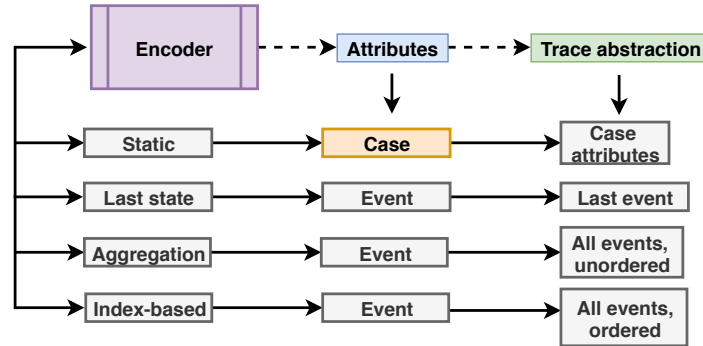 Encoder
Attributes
Trace abstraction
Static
Case
Case
attributes
Last state
Event
Last event
Aggregation
Event
All events,
unordered
Index-based
Event
All events,
ordered